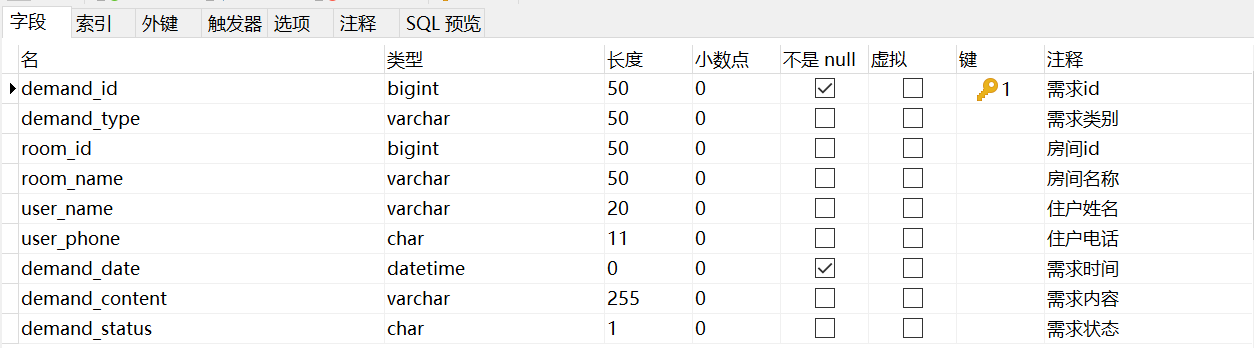 字段 索引 外键 触发器 选项 注释 SQL 预览
名 类型 长度 小数点 不是 null 虚拟 键 注释
demand_id bigint 50 0 1 需求id
demand_type varchar 50 0 需求类别
room_id bigint 50 0 房间id
room_name varchar 50 0 房间名称
user_name varchar 20 0 住户姓名
user_phone char 11 0 住户电话
demand_date datetime 0 0 需求时间
demand_content varchar 255 0 需求内容
demand_status char 1 0 需求状态